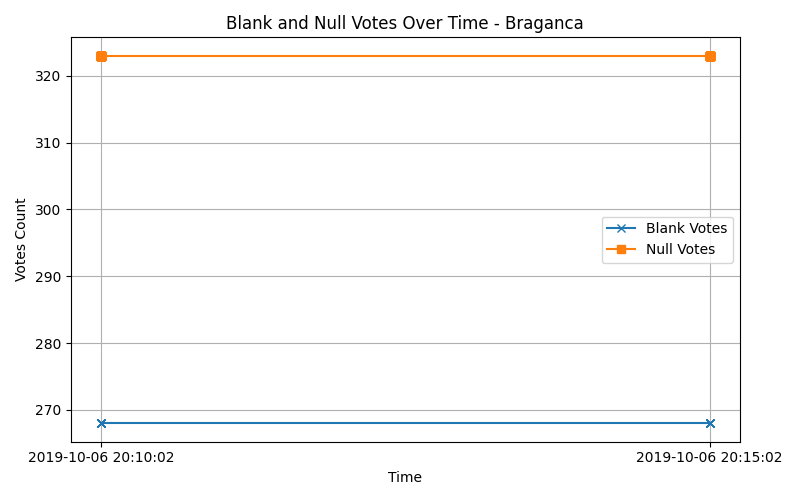 Blank and Null Votes Over Time - Braganca
320
310
300
290
280
270
Votes Count
Blank Votes
Null Votes
2019-10-06 20:10:02
2019-10-06 20:15:02
Time